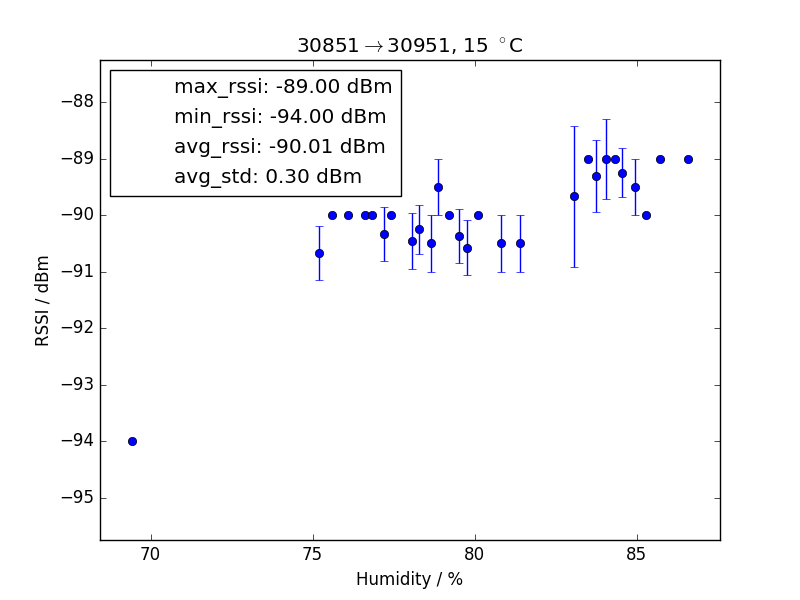 30851→30951, 15 °C
max_rssi: -89.00 dBm
min_rssi: -94.00 dBm
avg_rssi: -90.01 dBm
avg_std: 0.30 dBm
−88
−89
−90
−91
−92
−93
−94
−95
RSSI / dBm
70 75 80 85
Humidity / %